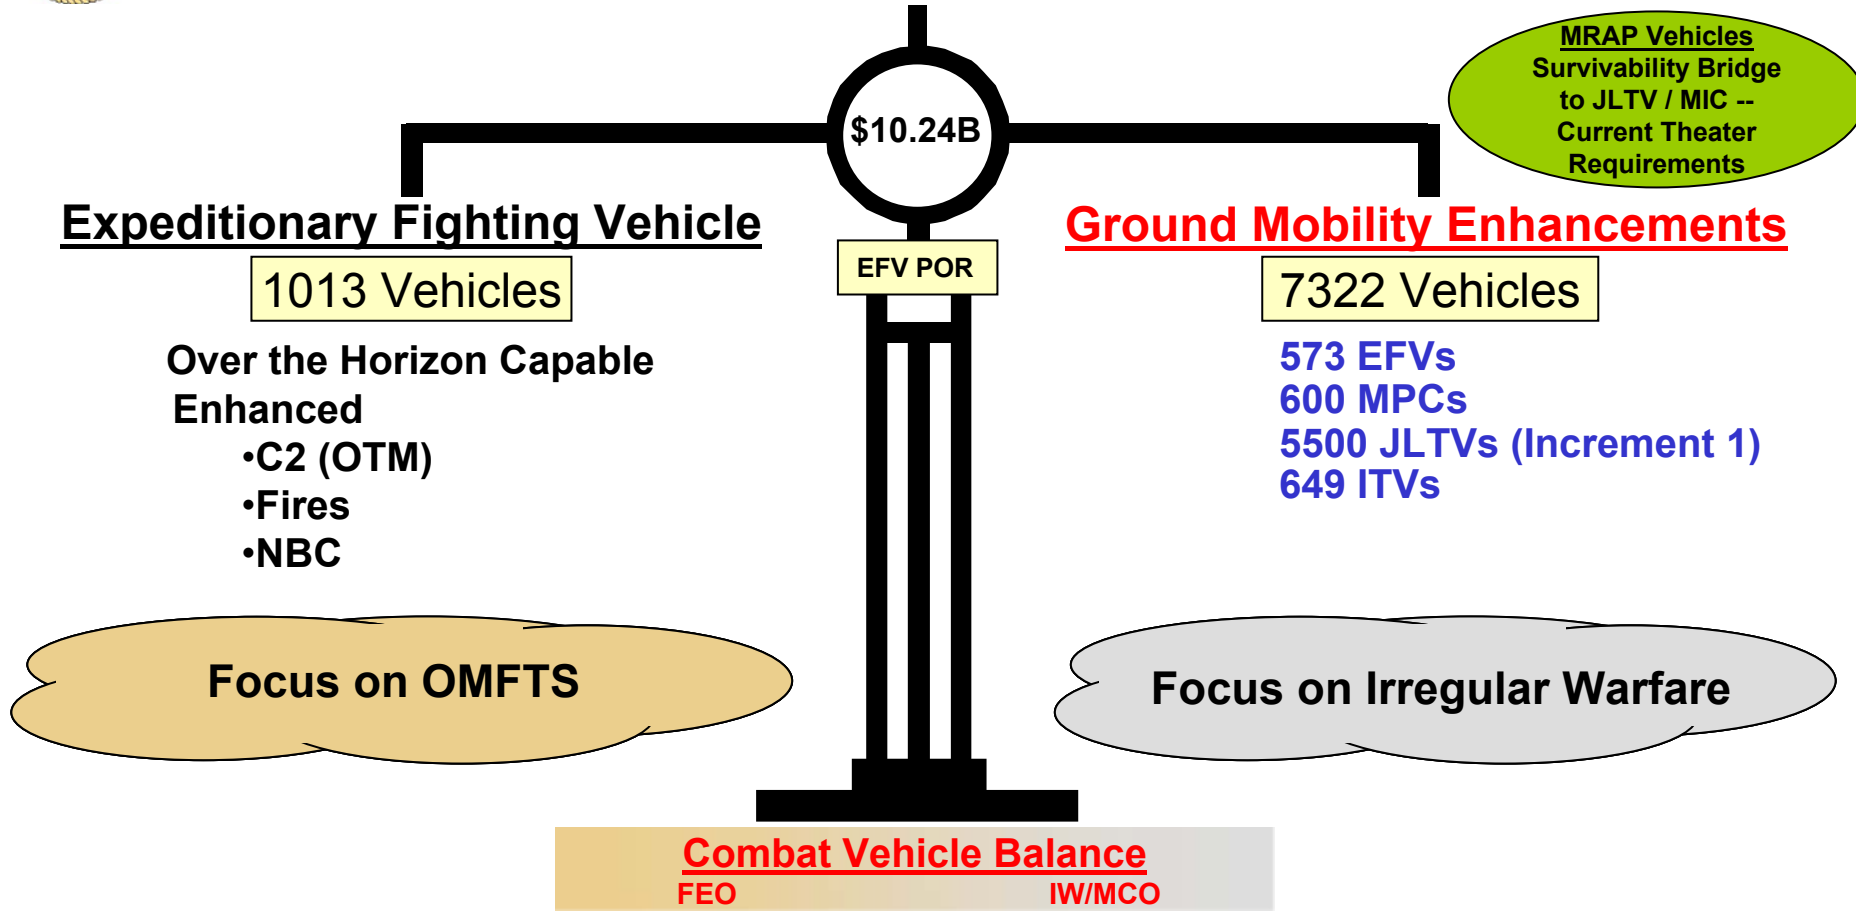 MRAP Vehicles
Survivability Bridge
to JLTV / MIC --
Current Theater
Requirements
$10.24B
Expeditionary Fighting Vehicle
1013 Vehicles
Over the Horizon Capable
Enhanced
•C2 (OTM)
•Fires
•NBC
Focus on OMFTS
EFV POR
Ground Mobility Enhancements
7322 Vehicles
573 EFVs
600 MPCs
5500 JLTVs (Increment 1)
649 ITVs
Focus on Irregular Warfare
Combat Vehicle Balance
FEO IW/MCO